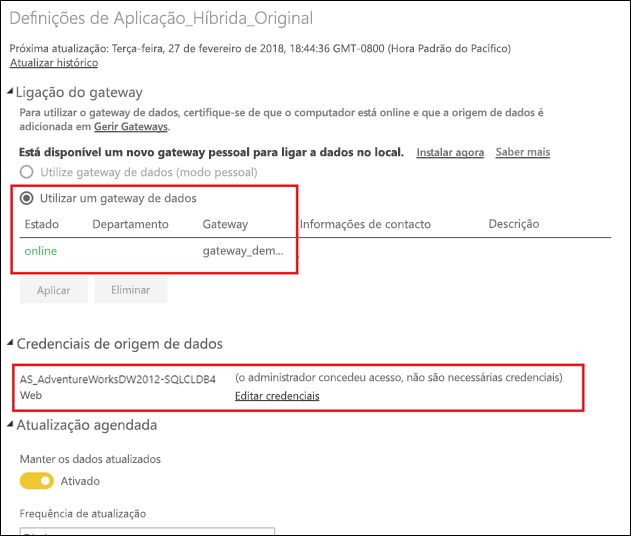 Definições de Aplicação_Híbrida_Original
Próxima atualização: Terça-feira, 27 de fevereiro de 2018, 18:44:36 GMT-0800 (Hora Padrão do Pacífico)
Atualizar histórico
Ligação do gateway
Para utilizar o gateway de dados, certifique-se de que o computador está online e que a origem de dados é
adicionada em Gerir Gateways.
Está disponível um novo gateway pessoal para ligar a dados no local. Instalar agora Saber mais
Utilize gateway de dados (modo pessoal)
Utilizar um gateway de dados
Estado Departamento Gateway Informações de contacto Descrição
online gateway_dem...
Aplicar Eliminar
Credenciais de origem de dados
AS_AdventureWorksDW2012-SQLCLDB4 (o administrador concedeu acesso, não são necessárias credenciais)
Web Editar credenciais
Atualização agendada
Manter os dados atualizados
Ativado
Frequência de atualização